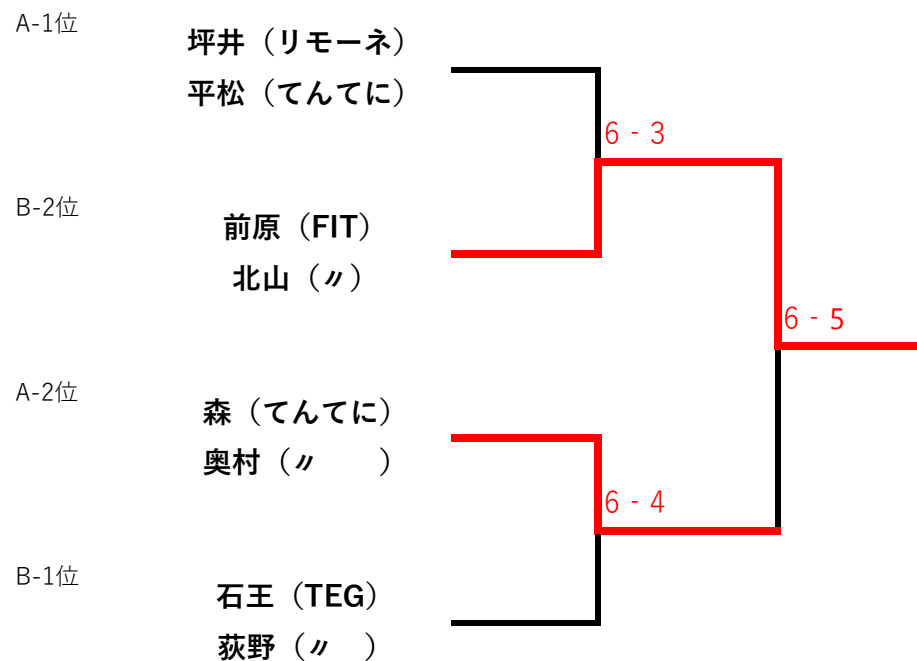 A-1位
坪井（リモーネ）
平松（てんてに）
6 - 3
B-2位
前原（FIT）
北山（〃）
6 - 5
A-2位
森（てんてに）
奥村（〃　　）
6 - 4
B-1位
石王（TEG）
荻野（〃　）